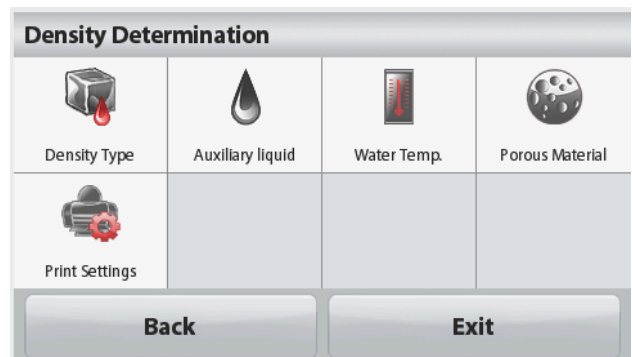 Density Determination
Density Type
Auxiliary liquid
Water Temp.
Porous Material
Print Settings
Back
Exit